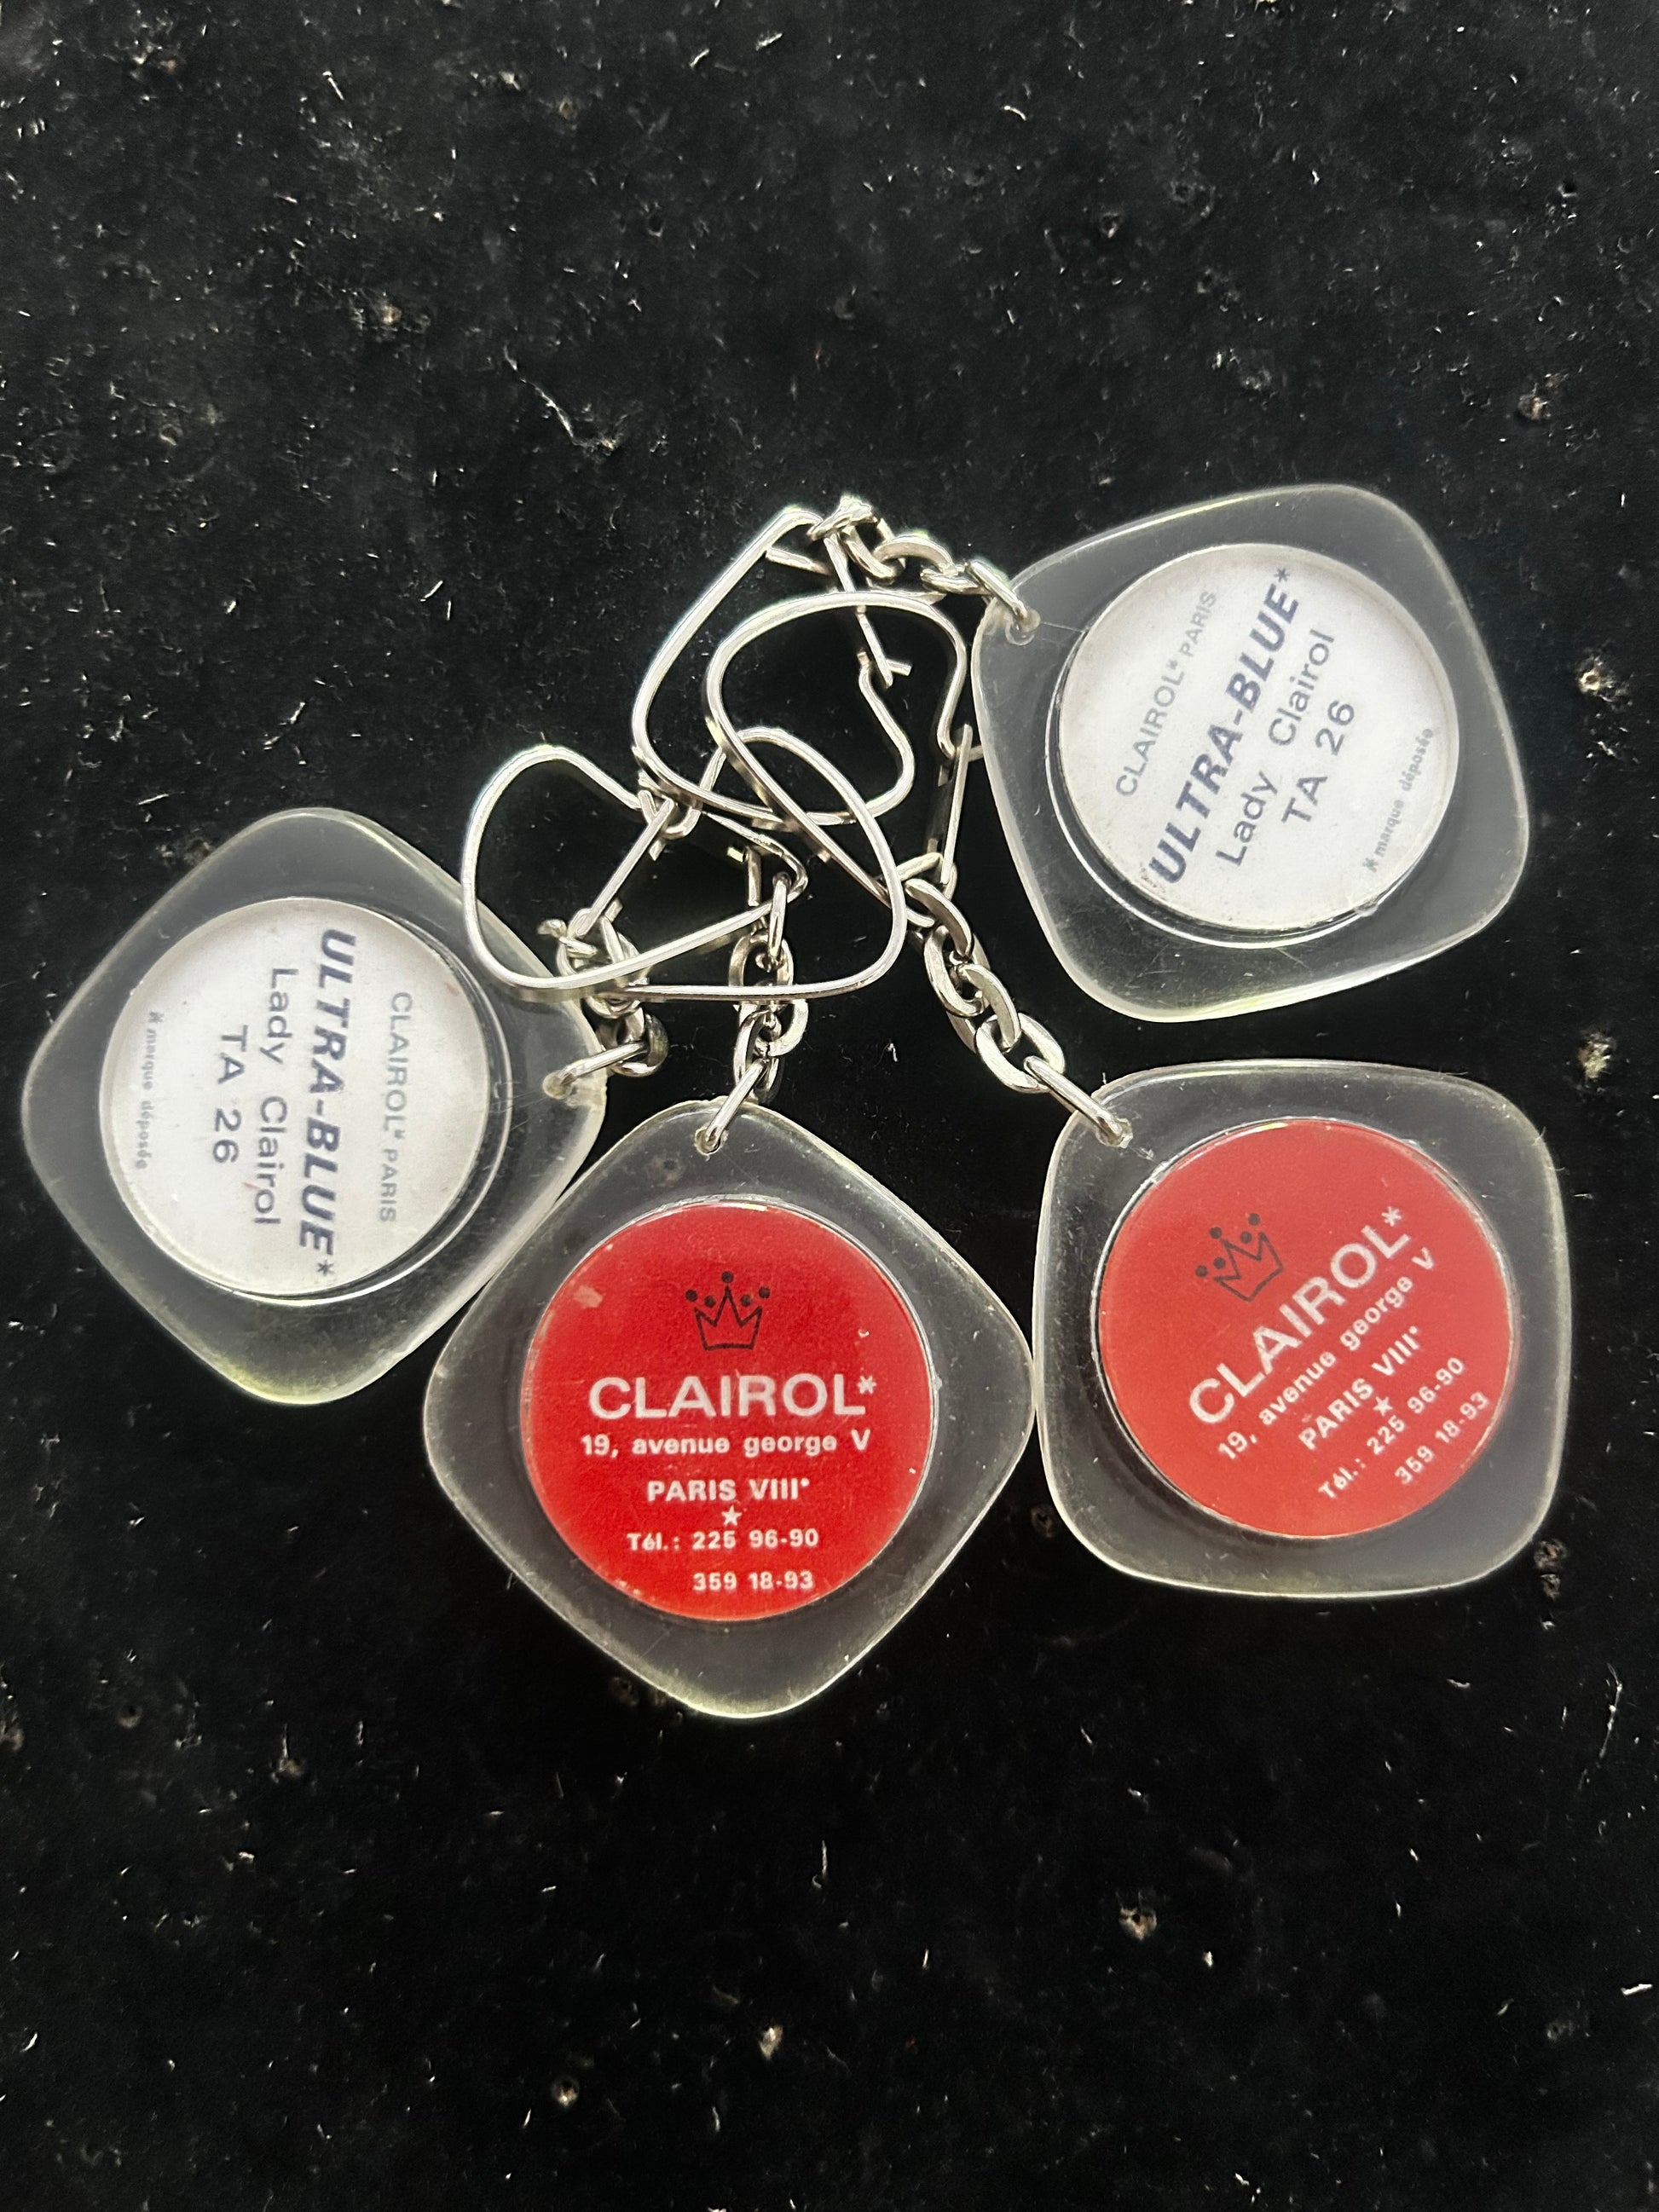 CLAIROL* PARIS
ULTRA-BLUE*
Lady Clairol
TA 26
* marque déposée
CLAIROL* PARIS
ULTRA-BLUE*
Lady Clairol
TA 26
* marque déposée
CLAIROL*
19, avenue george V
PARIS VIIIe
Tél.: 225 96-90
359 18-93
CLAIROL*
19, avenue george V
PARIS VIIIe
Tél.: 225 96-90
359 18-93